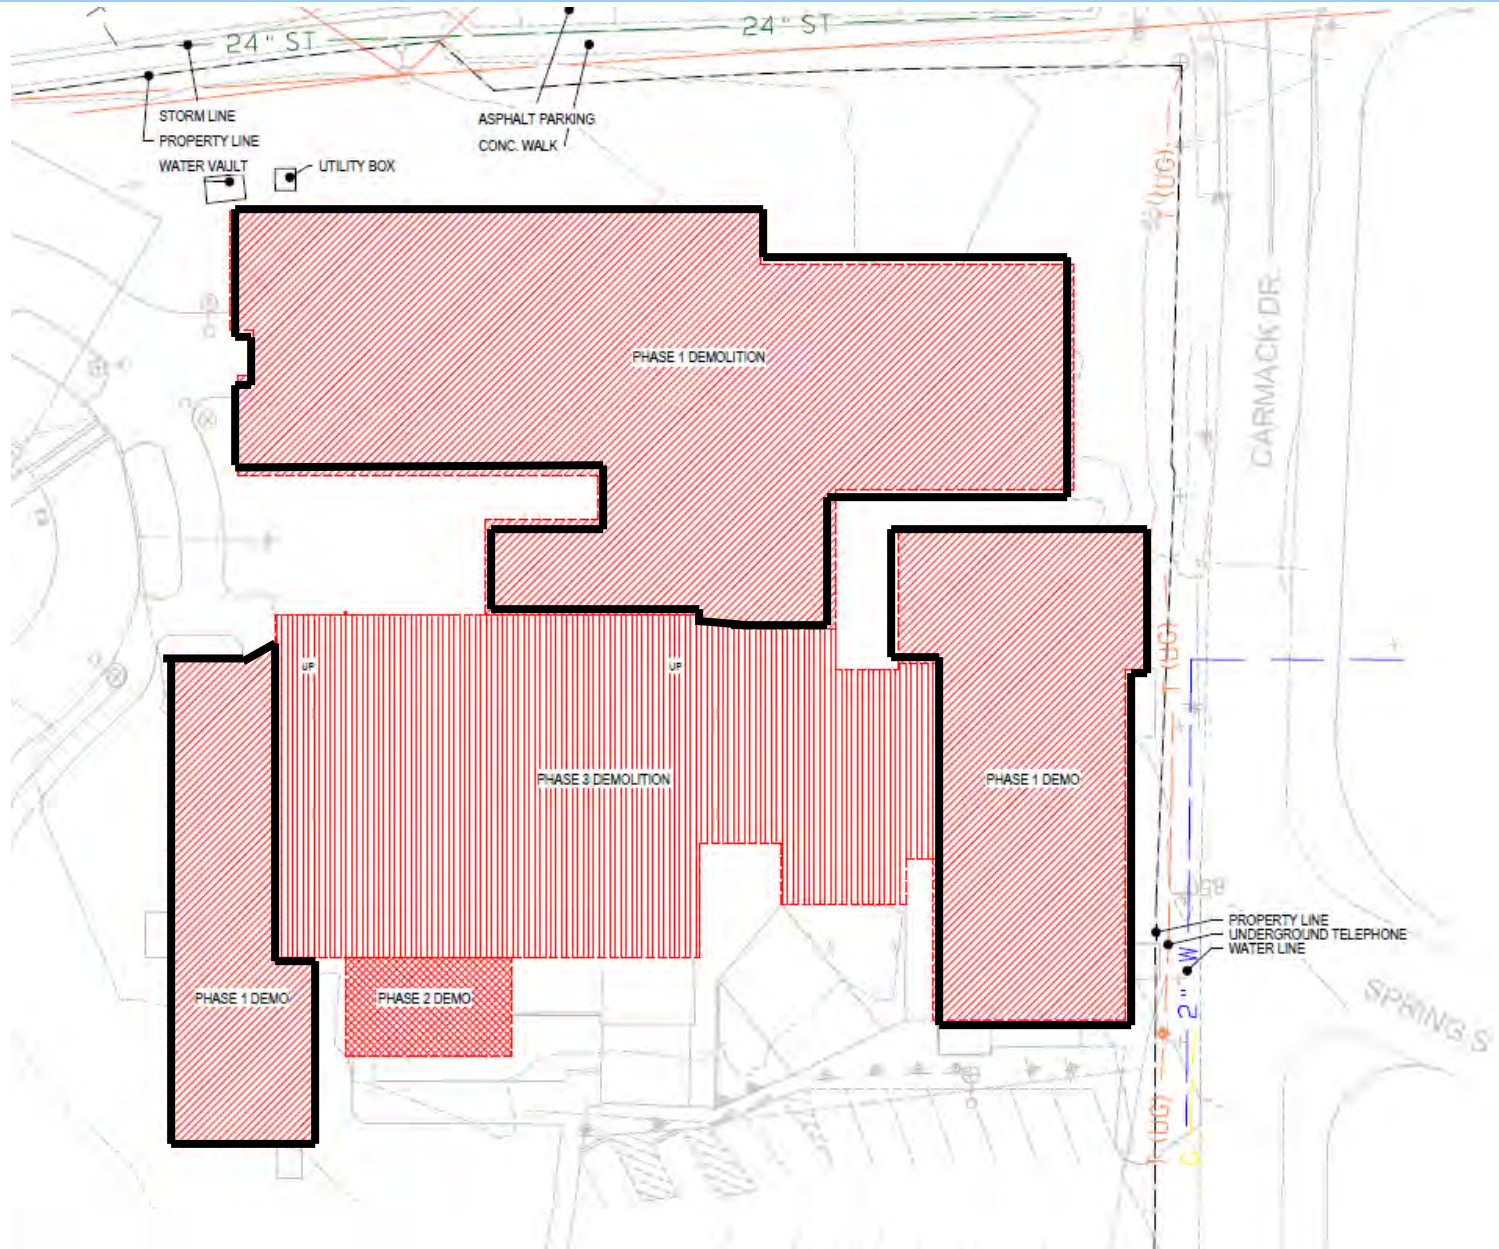 24" ST
24" ST
STORM LINE
PROPERTY LINE
WATER VAULT
UTILITY BOX
ASPHALT PARKING
CONC. WALK
T (UG)
PHASE 1 DEMOLITION
CARMACK DR.
UP
UP
T (UG)
PHASE 3 DEMOLITION
PHASE 1 DEMO
PROPERTY LINE
UNDERGROUND TELEPHONE
WATER LINE
PHASE 1 DEMO
PHASE 2 DEMO
2" W
SPRING S
T (UG)
G